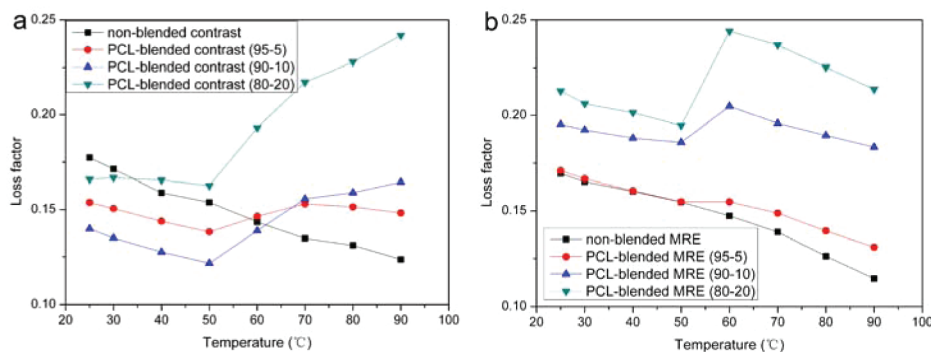 a
non-blended contrast
PCL-blended contrast (95-5)
PCL-blended contrast (90-10)
PCL-blended contrast (80-20)
Loss factor
0.25
0.20
0.15
0.10
20 30 40 50 60 70 80 90 100
Temperature (℃)
b
Loss factor
0.25
0.20
0.15
0.10
non-blended MRE
PCL-blended MRE (95-5)
PCL-blended MRE (90-10)
PCL-blended MRE (80-20)
20 30 40 50 60 70 80 90 100
Temperature (℃)